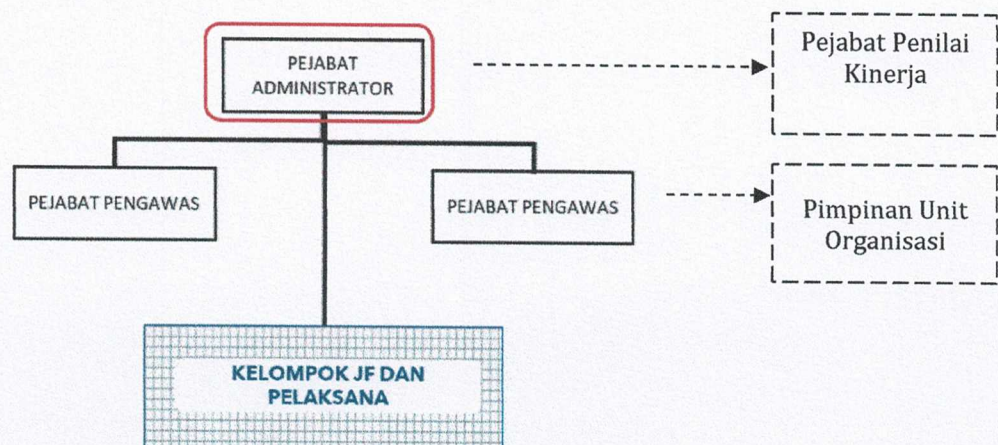 PEJABAT
ADMINISTRATOR
Pejabat Penilai
Kinerja
PEJABAT PENGAWAS
PEJABAT PENGAWAS
Pimpinan Unit
Organisasi
KELOMPOK JF DAN
PELAKSANA